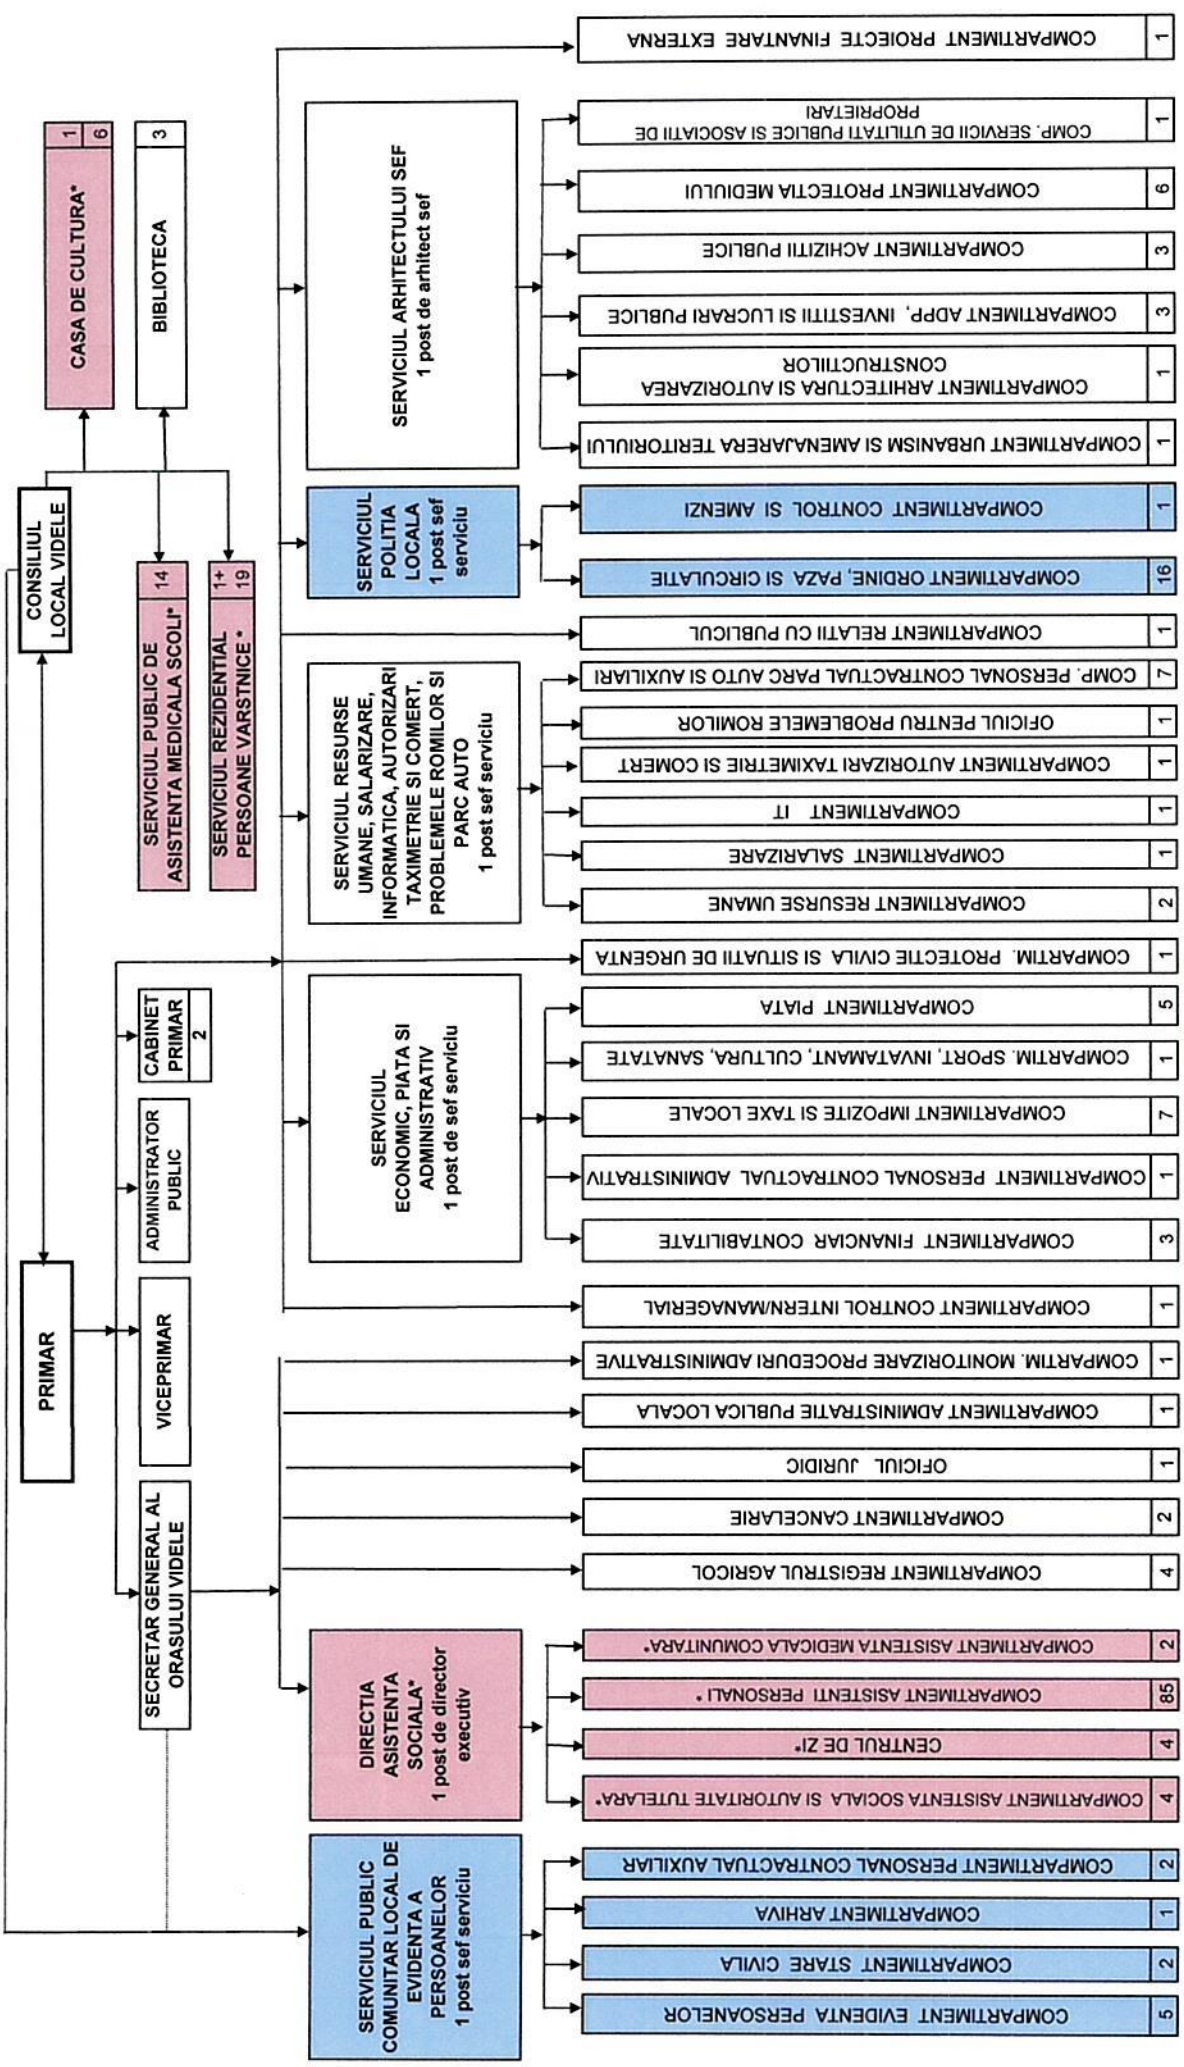 CONSILIUL
LOCAL VIDELE
PRIMAR
CASA DE CULTURA*
1
6
BIBLIOTECA
3
SERVICIUL PUBLIC DE
ASISTENTA MEDICALA SCOLI*
14
SERVICIUL REZIDENTIAL
PERSOANE VARSTNICE *
1+
19
SECRETAR GENERAL AL
ORASULUI VIDELE
VICEPRIMAR
ADMINISTRATOR
PUBLIC
CABINET
PRIMAR
2
SERVICIUL PUBLIC
COMUNITAR LOCAL DE
EVIDENTA A
PERSOANELOR
1 post sef serviciu
DIRECTIA
ASISTENTA
SOCIALA*
1 post de director
executiv
SERVICIUL
ECONOMIC, PIATA SI
ADMINISTRATIV
1 post de sef serviciu
SERVICIUL RESURSE
UMANE, SALARIZARE,
INFORMATICA, AUTORIZARI
TAXIMETRIE SI COMERT,
PROBLEMELE ROMILOR SI
PARC AUTO
1 post sef serviciu
SERVICIUL
POLITIA
LOCALA
1 post sef
serviciu
SERVICIUL ARHITECTULUI SEF
1 post de arhitect sef
COMPARTIMENT EVIDENTA PERSOANELOR
5
COMPARTIMENT STARE CIVILA
2
COMPARTIMENT ARHIVA
1
COMPARTIMENT PERSONAL CONTRACTUAL AUXILIAR
2
COMPARTIMENT ASISTENTA SOCIALA SI AUTORITATE TUTELARA*
4
CENTRUL DE ZI*
4
COMPARTIMENT ASISTENTI PERSONALI *
85
COMPARTIMENT ASISTENTA MEDICALA COMUNITARA*
2
COMPARTIMENT REGISTRUL AGRICOL
4
COMPARTIMENT CANCELARIE
2
OFICIUL JURIDIC
1
COMPARTIMENT ADMINISTRATIE PUBLICA LOCALA
1
COMPARTIM. MONITORIZARE PROCEDURI ADMINISTRATIVE
1
COMPARTIMENT CONTROL INTERN/MANAGERIAL
1
COMPARTIMENT FINANCIAR CONTABILITATE
3
COMPARTIMENT PERSONAL CONTRACTUAL ADMINISTRATIV
1
COMPARTIMENT IMPOZITE SI TAXE LOCALE
7
COMPARTIM. SPORT, INVATAMANT, CULTURA, SANATATE
1
COMPARTIMENT PIATA
5
COMPARTIM. PROTECTIE CIVILA SI SITUATII DE URGENTA
1
COMPARTIMENT RESURSE UMANE
2
COMPARTIMENT SALARIZARE
1
COMPARTIMENT IT
1
COMPARTIMENT AUTORIZARI TAXIMETRIE SI COMERT
1
OFICIUL PENTRU PROBLEMELE ROMILOR
1
COMP. PERSONAL CONTRACTUAL PARC AUTO SI AUXILIARI
7
COMPARTIMENT RELATII CU PUBLICUL
1
COMPARTIMENT ORDINE, PAZA SI CIRCULATIE
16
COMPARTIMENT CONTROL SI AMENZI
1
COMPARTIMENT URBANISM SI AMENAJARERA TERITORIULUI
1
COMPARTIMENT ARHITECTURA SI AUTORIZAREA
CONSTRUCTIILOR
1
COMPARTIMENT ADPP, INVESTITII SI LUCRARI PUBLICE
3
COMPARTIMENT ACHIZITII PUBLICE
3
COMPARTIMENT PROTECTIA MEDIULUI
6
COMP. SERVICII DE UTILITATI PUBLICE SI ASOCIATII DE
PROPRIETARI
1
COMPARTIMENT PROIECTE FINANTARE EXTERNA
1